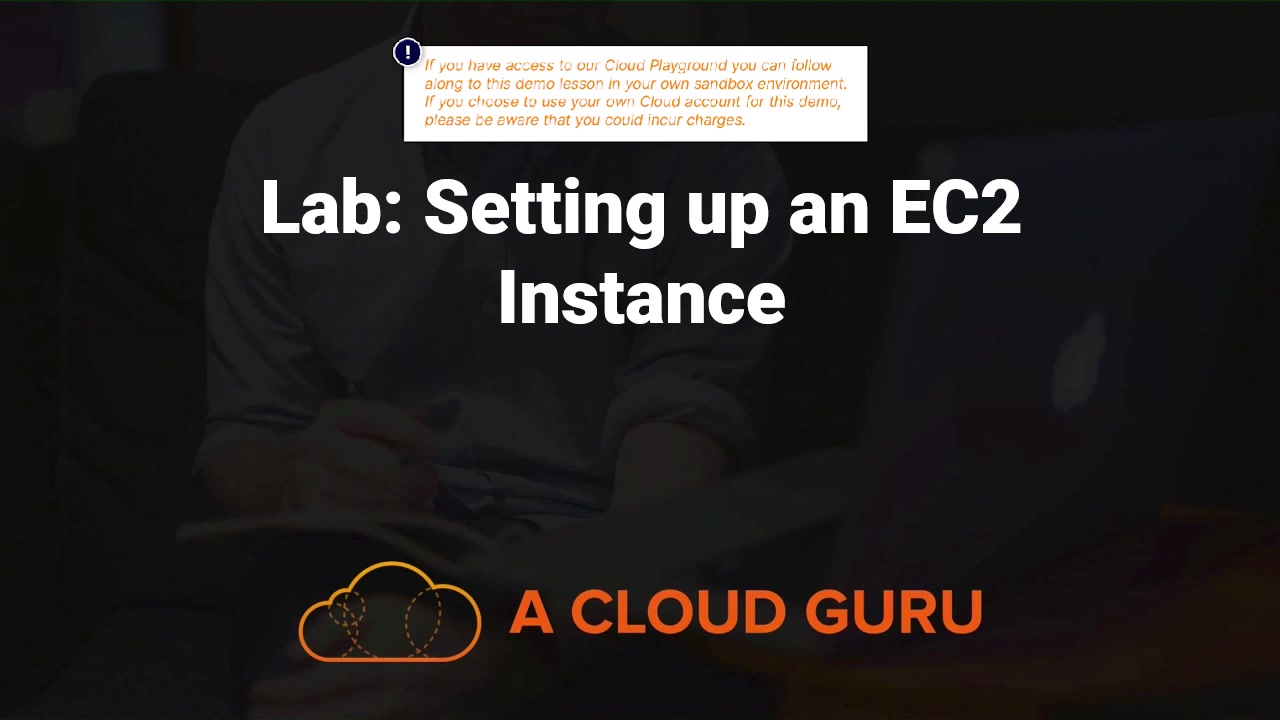 !
If you have access to our Cloud Playground you can follow
along to this demo lesson in your own sandbox environment.
If you choose to use your own Cloud account for this demo,
please be aware that you could incur charges.
Lab: Setting up an EC2
Instance
A CLOUD GURU